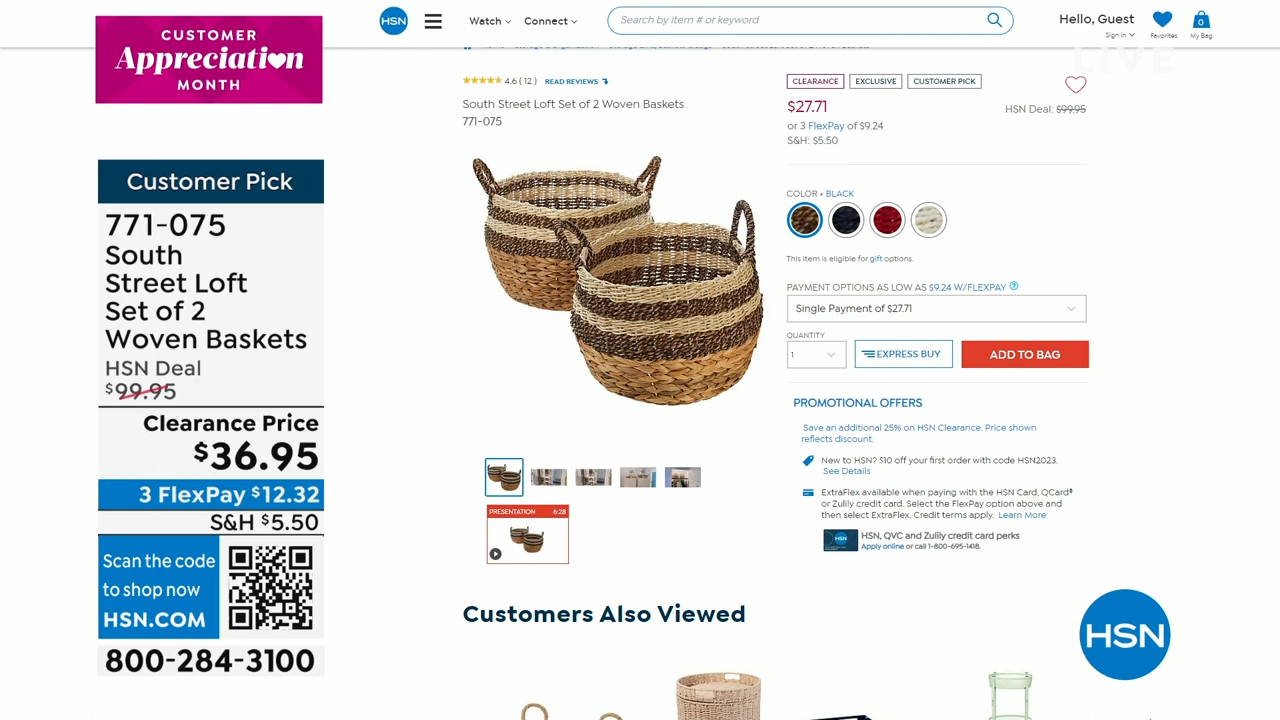 CUSTOMER
Appreciation
MONTH
Customer Pick
771-075
South
Street Loft
Set of 2
Woven Baskets
HSN Deal
$99.95
Clearance Price
$36.95
3 FlexPay $12.32
S&H $5.50
Scan the code
to shop now
HSN.COM
800-284-3100
HSN
Watch
Connect
Search by item # or keyword
Hello, Guest
Sign In
Favorites
0
My Bag
LIVE
4.6 ( 12 )
READ REVIEWS
South Street Loft Set of 2 Woven Baskets
771-075
CLEARANCE
EXCLUSIVE
CUSTOMER PICK
$27.71
HSN Deal: $99.95
or 3 FlexPay of $9.24
S&H: $5.50
COLOR • BLACK
This item is eligible for gift options.
PAYMENT OPTIONS AS LOW AS $9.24 W/FLEXPAY ?
Single Payment of $27.71
QUANTITY
1
EXPRESS BUY
ADD TO BAG
PROMOTIONAL OFFERS
Save an additional 25% on HSN Clearance. Price shown
reflects discount.
New to HSN? $10 off your first order with code HSN2023.
See Details
ExtraFlex available when paying with the HSN Card, QCard®
or Zulily credit card. Select the FlexPay option above and
then select ExtraFlex. Credit terms apply. Learn More
HSN
HSN, QVC and Zulily credit card perks
Apply online or call 1-800-695-1418.
PRESENTATION 6:28
Customers Also Viewed
HSN